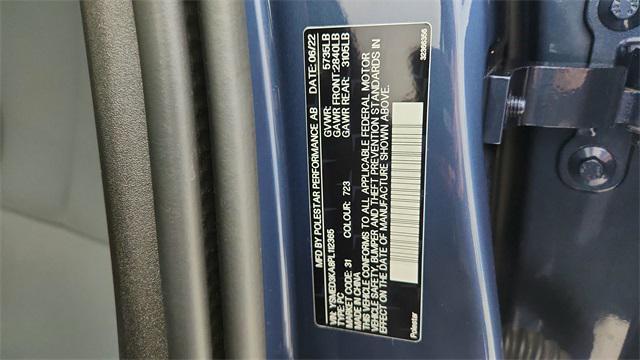 MFD BY POLESTAR PERFORMANCE AB DATE: 06/22
GVWR: 5735LB
GAWR FRONT: 2840LB
GAWR REAR: 3105LB
VIN: YSMED3KA8PL112365
TYPE: PC
MARKET CODE: 31 COLOUR: 723
MADE IN CHINA
THIS VEHICLE CONFORMS TO ALL APPLICABLE FEDERAL MOTOR
VEHICLE SAFETY, BUMPER AND THEFT PREVENTION STANDARDS IN
EFFECT ON THE DATE OF MANUFACTURE SHOWN ABOVE.
Polestar 32366356